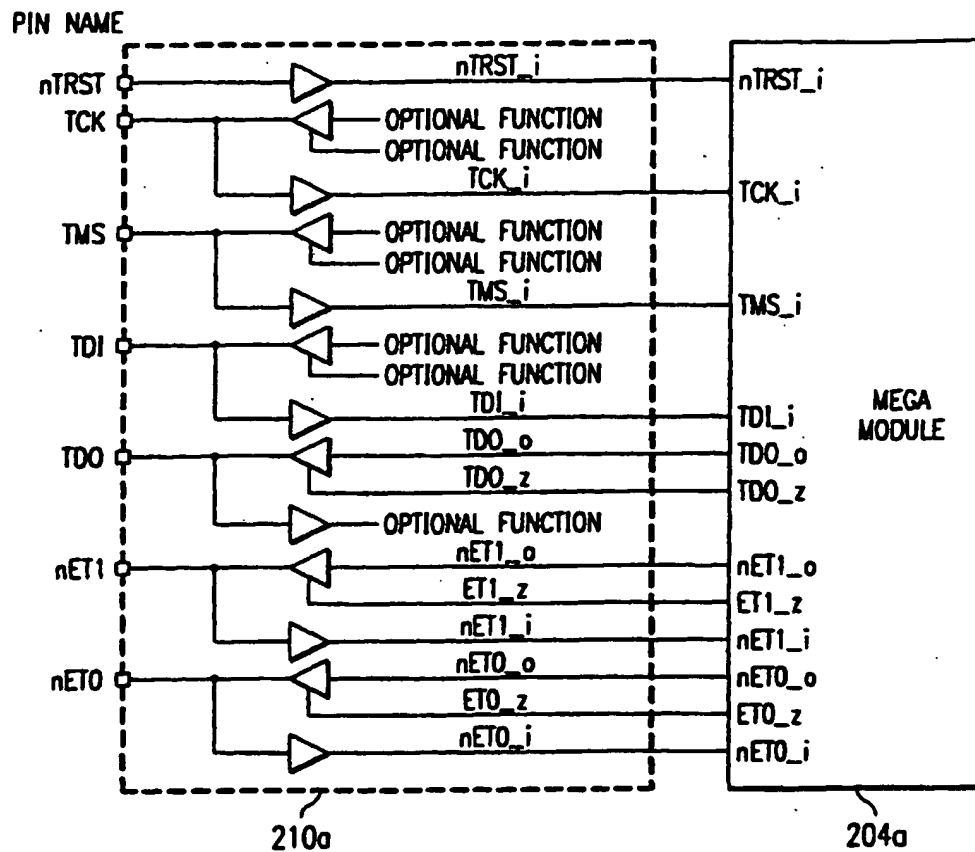 PIN NAME
nTRST nTRST_i nTRST_i
TCK OPTIONAL FUNCTION
OPTIONAL FUNCTION
TCK_i TCK_i
TMS OPTIONAL FUNCTION
OPTIONAL FUNCTION
TMS_i TMS_i
TDI OPTIONAL FUNCTION
OPTIONAL FUNCTION
TDI_i TDI_i
MEGA
MODULE
TDO TDO_o TDO_o
TDO_z TDO_z
OPTIONAL FUNCTION
nET1 nET1_o nET1_o
ET1_z ET1_z
nET1_i nET1_i
nET0 nET0_o nET0_o
ET0_z ET0_z
nET0_i nET0_i
210a 204a